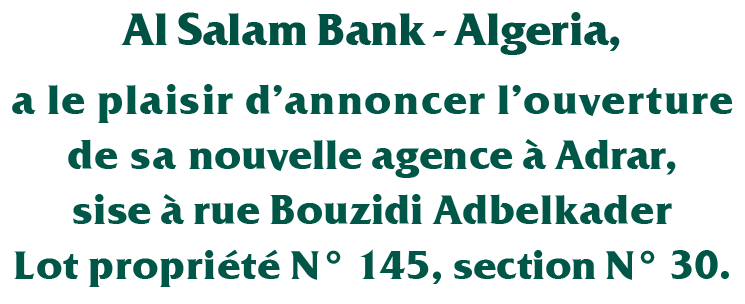 Al Salam Bank - Algeria,
a le plaisir d’annoncer l’ouverture
de sa nouvelle agence à Adrar,
sise à rue Bouzidi Adbelkader
Lot propriété N° 145, section N° 30.